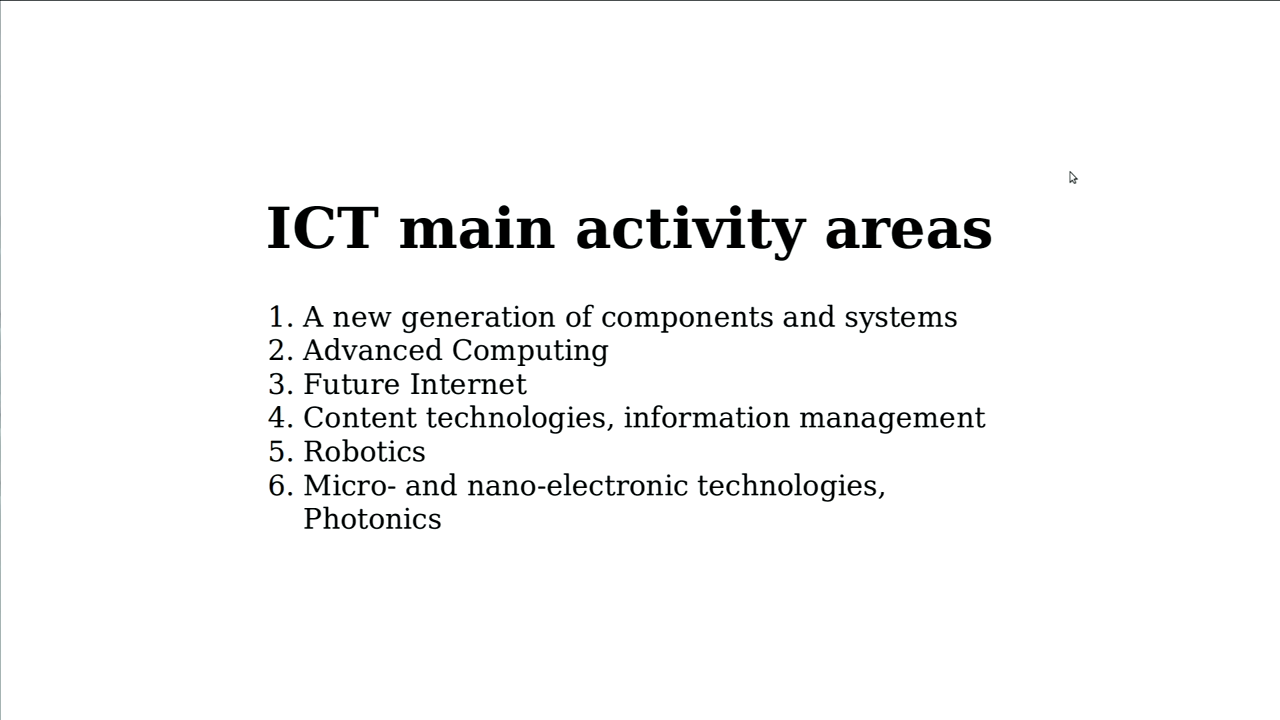 ICT main activity areas
1. A new generation of components and systems
2. Advanced Computing
3. Future Internet
4. Content technologies, information management
5. Robotics
6. Micro- and nano-electronic technologies,
Photonics